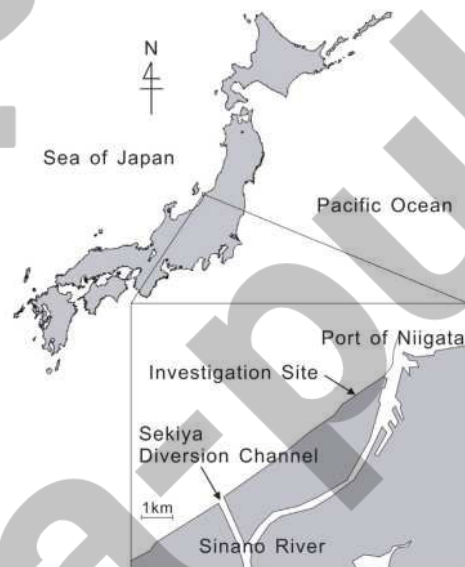 N
Sea of Japan
Pacific Ocean
Port of Niigata
Investigation Site
Sekiya
Diversion Channel
1km
Sinano River